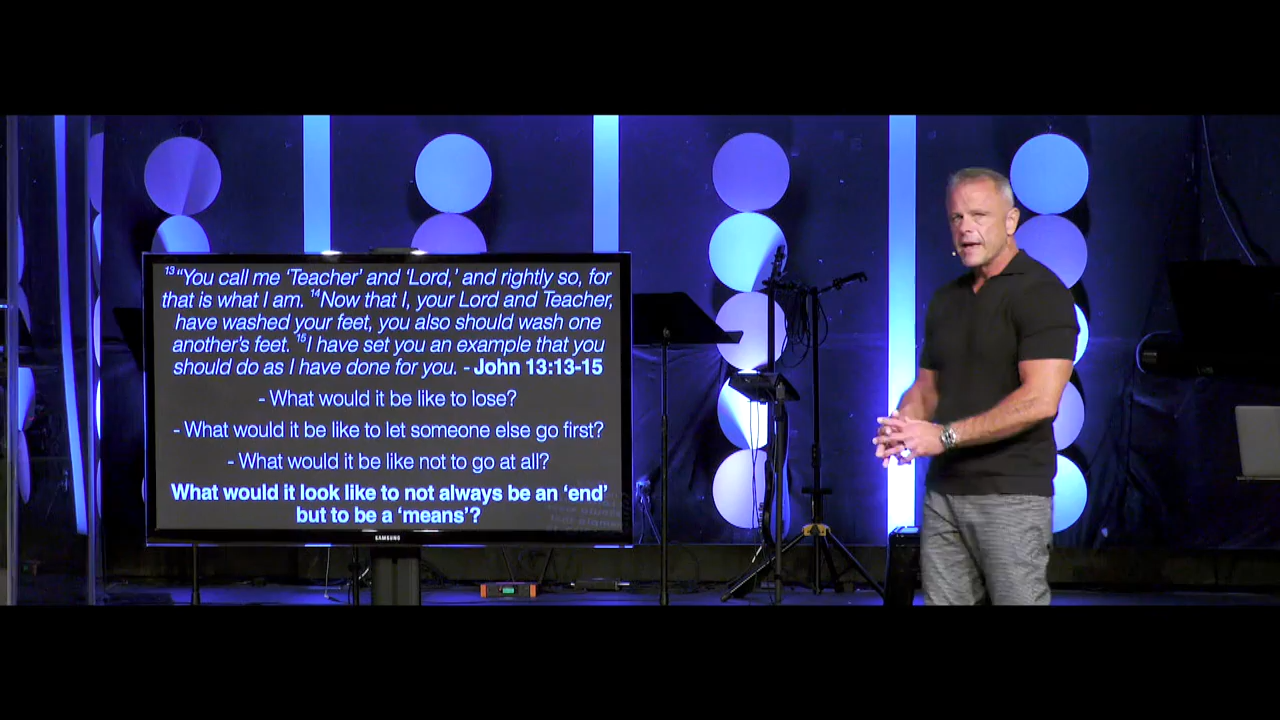 ¹³“You call me ‘Teacher’ and ‘Lord,’ and rightly so, for
that is what I am. ¹⁴Now that I, your Lord and Teacher,
have washed your feet, you also should wash one
another’s feet. ¹⁵I have set you an example that you
should do as I have done for you. - John 13:13-15
- What would it be like to lose?
- What would it be like to let someone else go first?
- What would it be like not to go at all?
What would it look like to not always be an ‘end’
but to be a ‘means’?
SAMSUNG